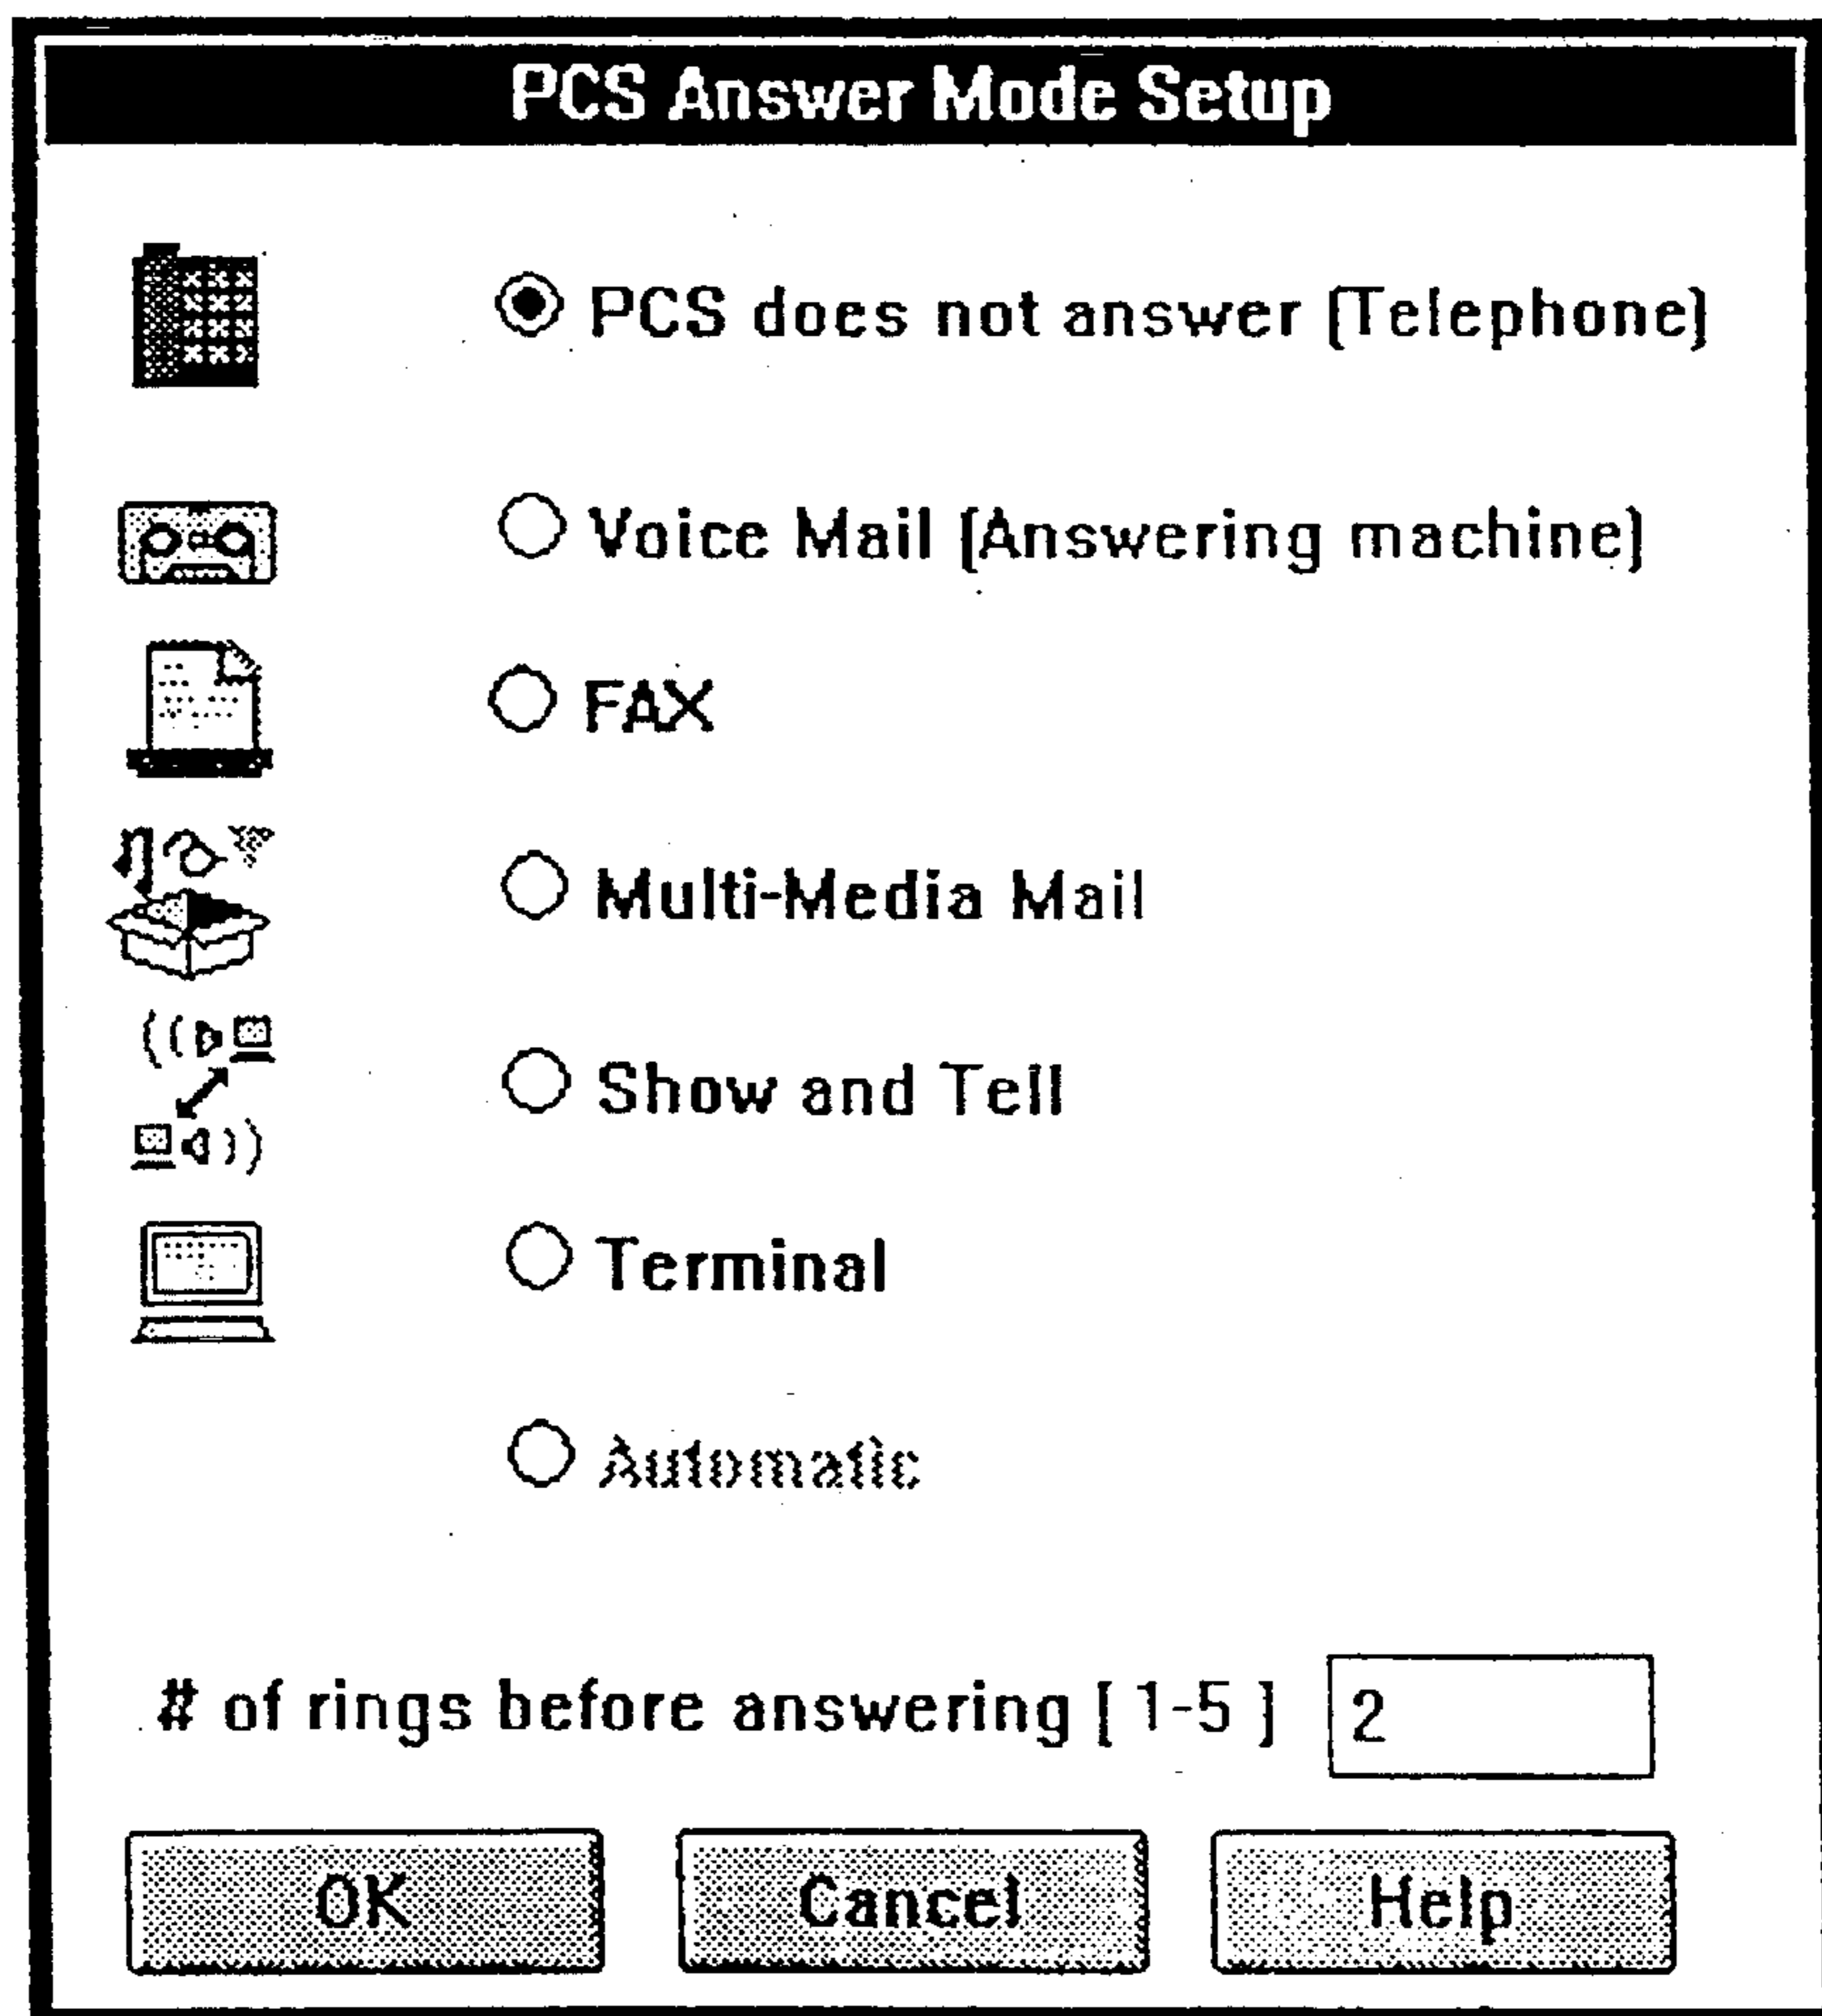 PCS Answer Mode Setup
PCS does not answer (Telephone)
Voice Mail (Answering machine)
FAX
Multi-Media Mail
Show and Tell
Terminal
Automatic
# of rings before answering [ 1-5 ] 2
OK Cancel Help